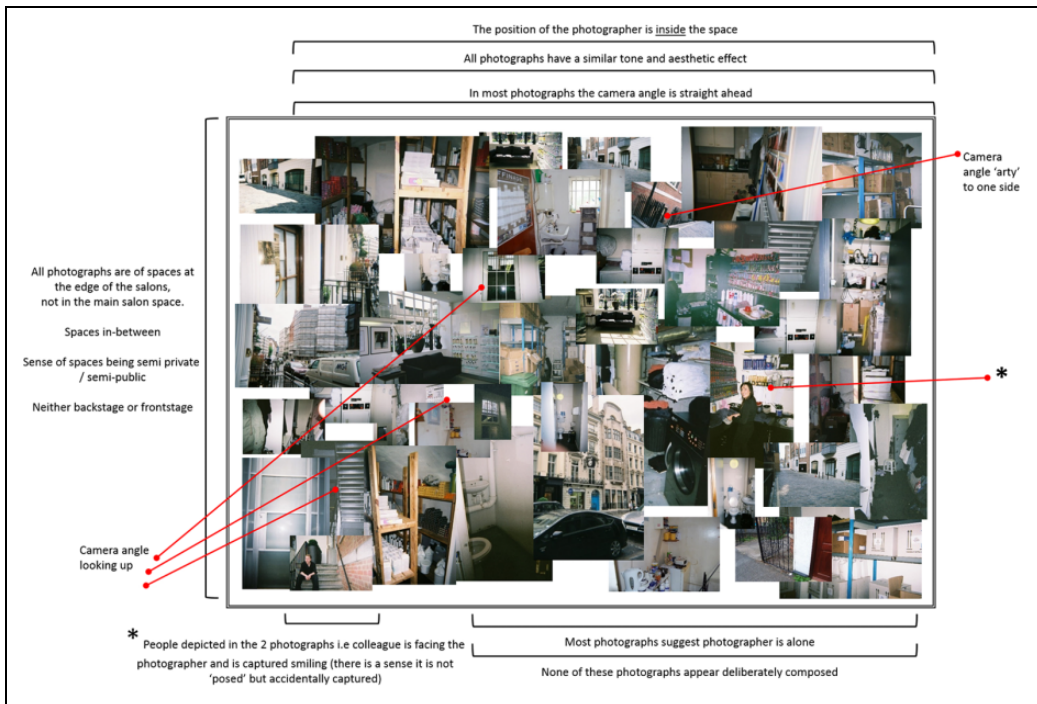 The position of the photographer is inside the space
All photographs have a similar tone and aesthetic effect
In most photographs the camera angle is straight ahead
Camera
angle 'arty'
to one side
All photographs are of spaces at
the edge of the salons,
not in the main salon space.
Spaces in-between
Sense of spaces being semi private
/ semi-public
Neither backstage or frontstage
*
Camera angle
looking up
* People depicted in the 2 photographs i.e colleague is facing the
photographer and is captured smiling (there is a sense it is not
'posed' but accidentally captured)
Most photographs suggest photographer is alone
None of these photographs appear deliberately composed